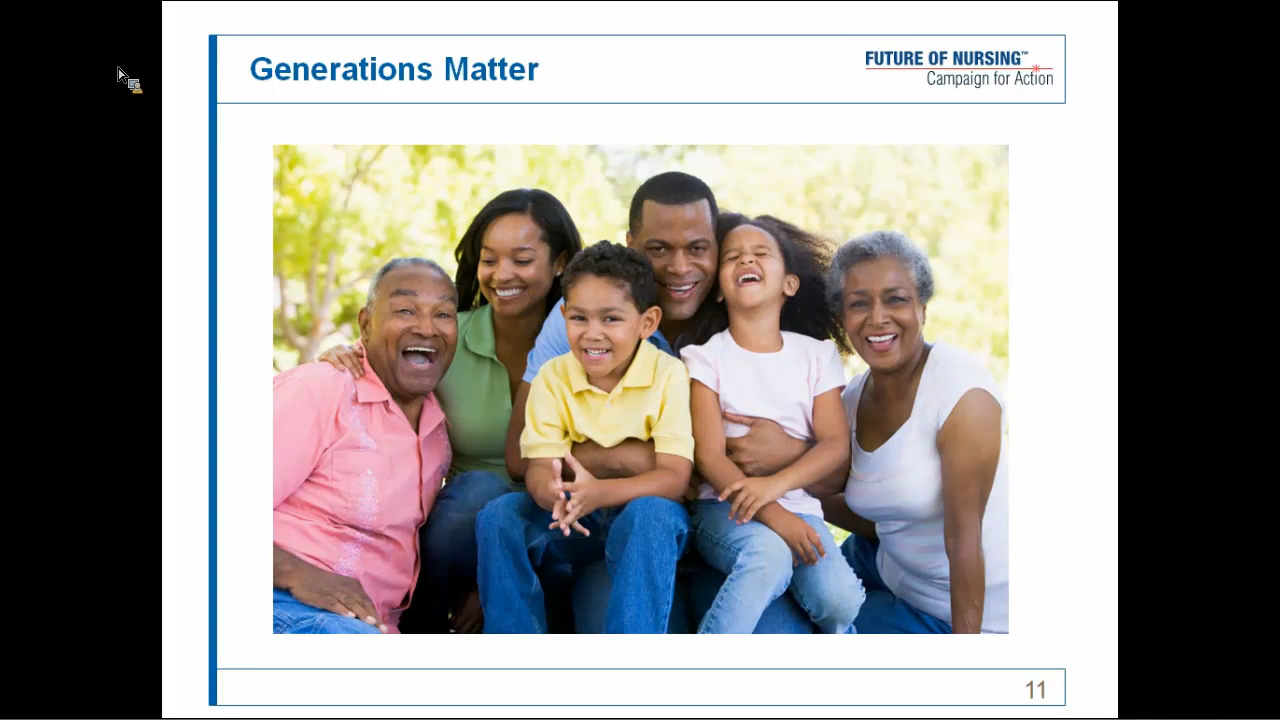 Generations Matter
FUTURE OF NURSING™
Campaign for Action
11